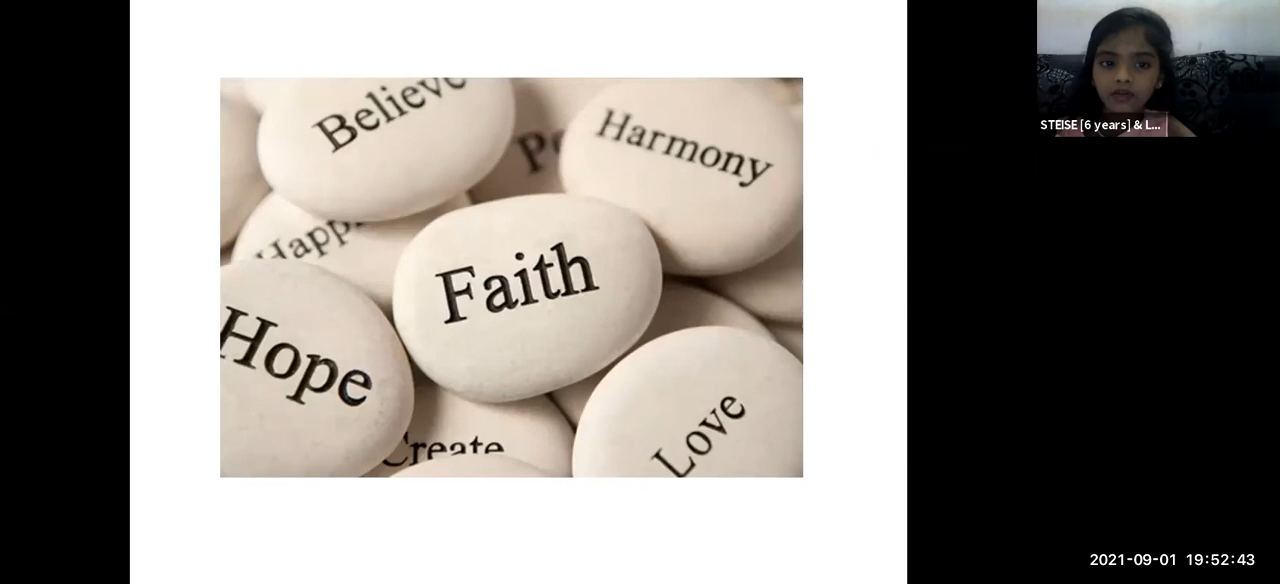 Believe
Harmony
Faith
Hope
Create
Love
STEISE [6 years] & L...
2021-09-01 19:52:43